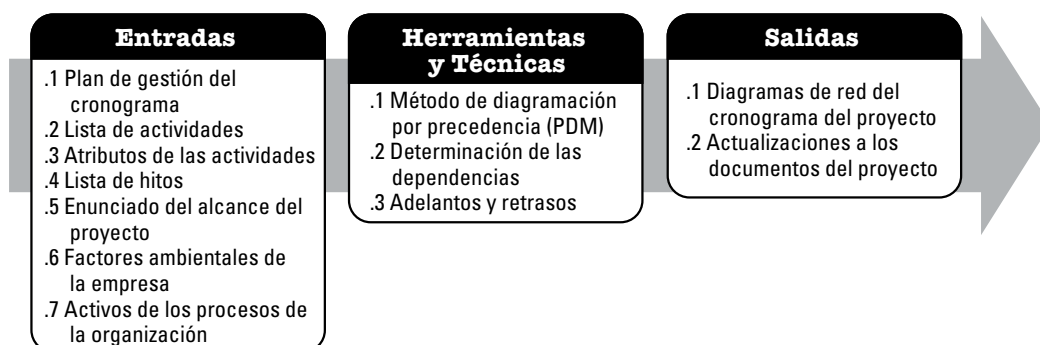 Entradas
.1 Plan de gestión del
cronograma
.2 Lista de actividades
.3 Atributos de las actividades
.4 Lista de hitos
.5 Enunciado del alcance del
proyecto
.6 Factores ambientales de
la empresa
.7 Activos de los procesos de
la organización
Herramientas
y Técnicas
.1 Método de diagramación
por precedencia (PDM)
.2 Determinación de las
dependencias
.3 Adelantos y retrasos
Salidas
.1 Diagramas de red del
cronograma del proyecto
.2 Actualizaciones a los
documentos del proyecto